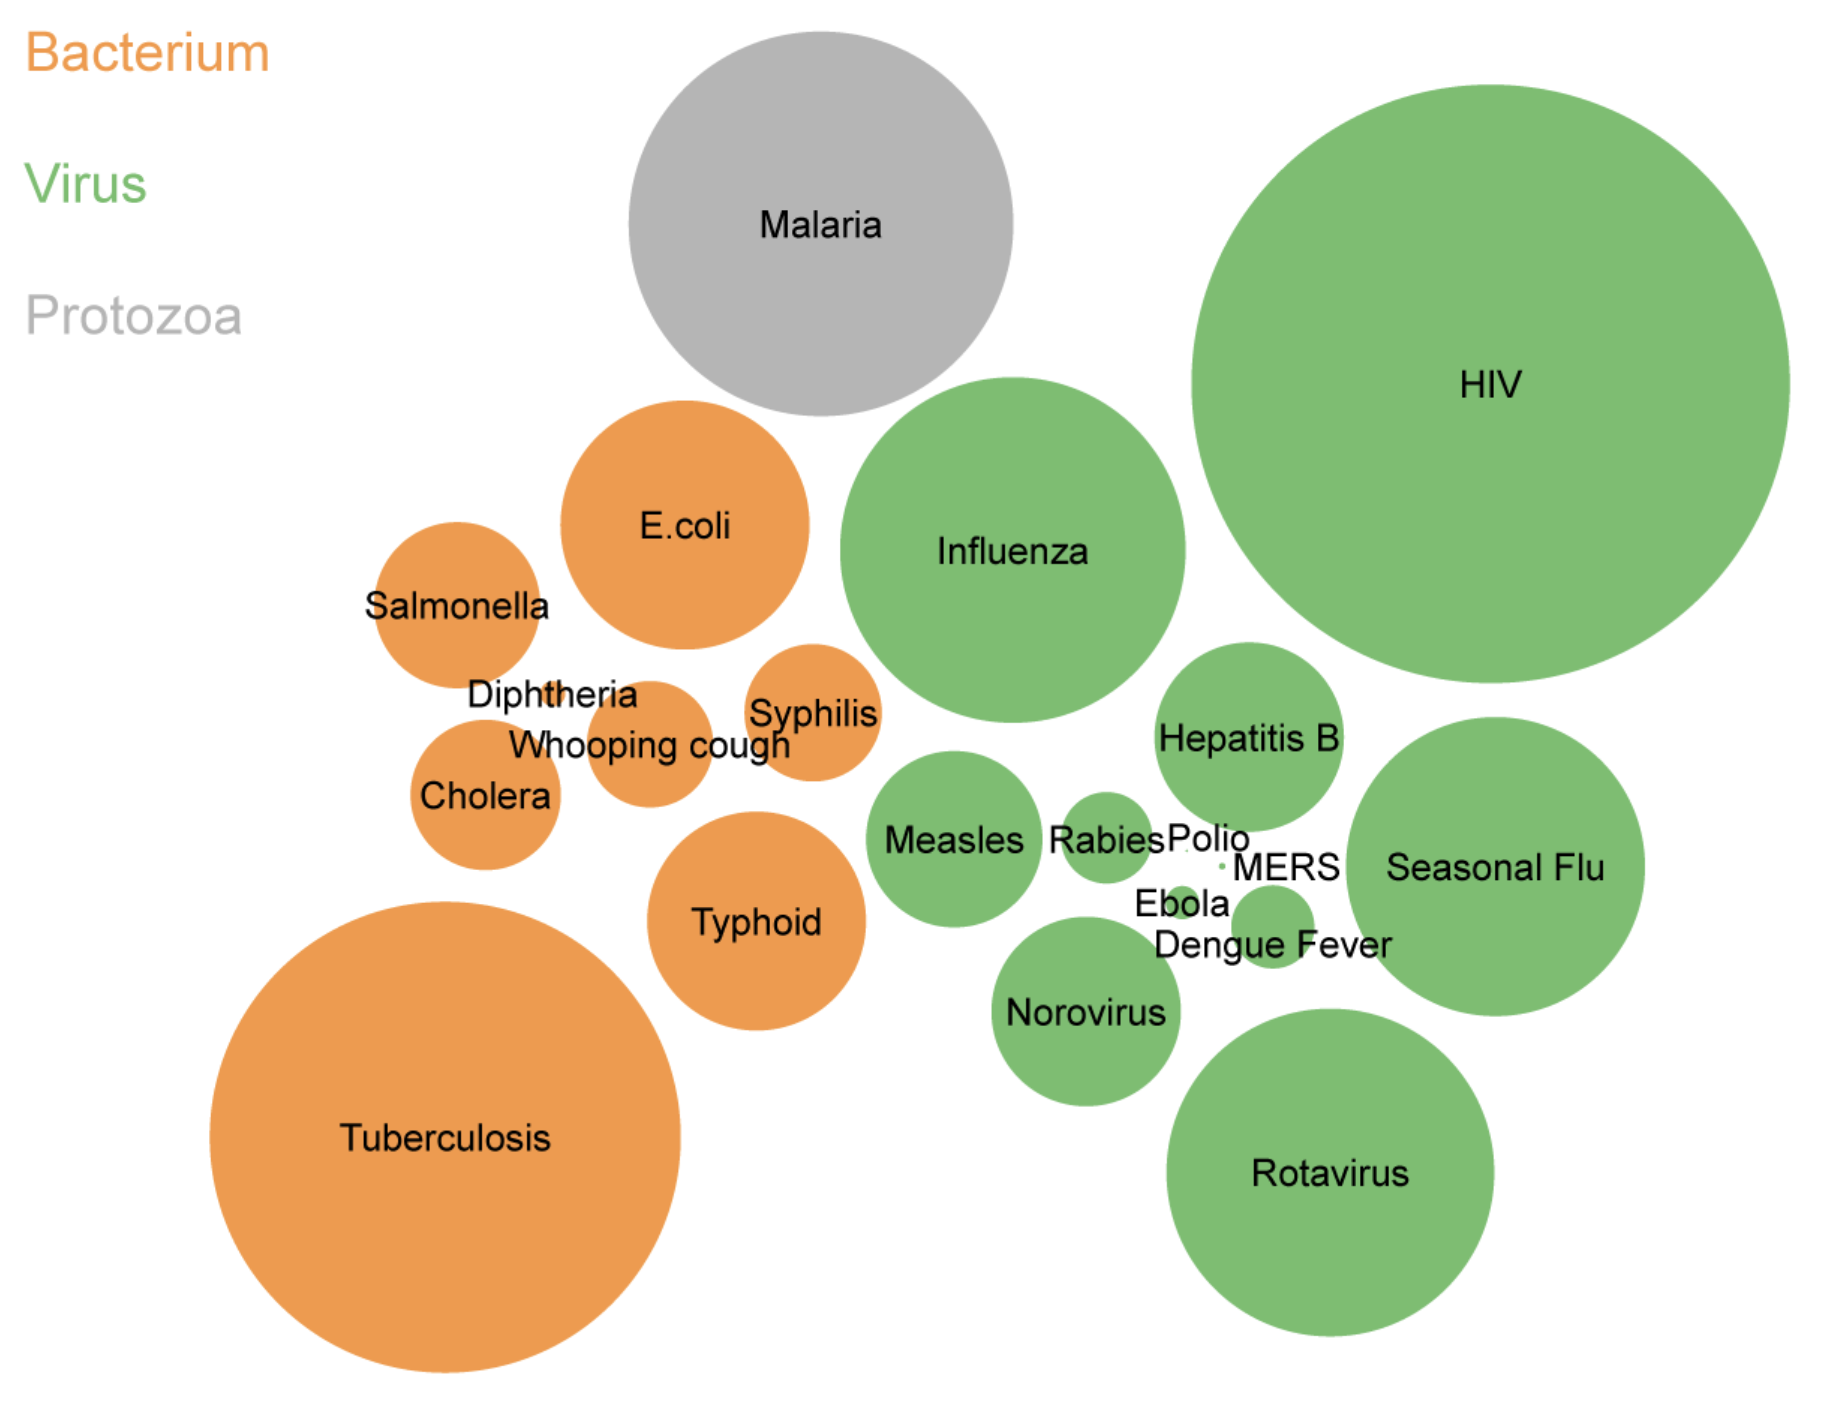 Bacterium
Virus
Protozoa
Malaria
HIV
E.coli
Influenza
Salmonella
Diphtheria
Syphilis
Whooping cough
Hepatitis B
Cholera
Measles
Rabies
Polio
MERS
Seasonal Flu
Ebola
Typhoid
Dengue Fever
Norovirus
Tuberculosis
Rotavirus